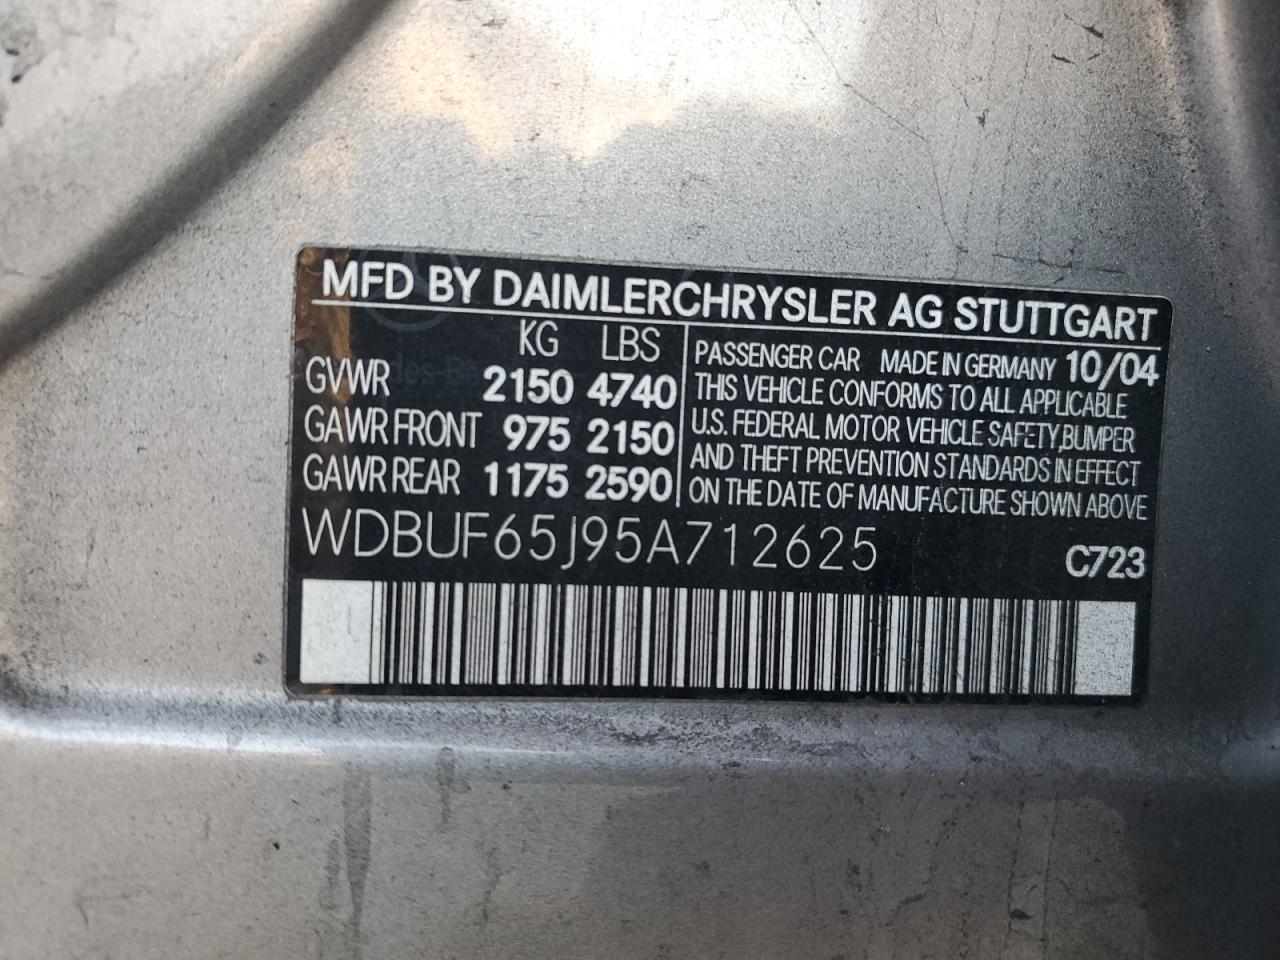 MFD BY DAIMLERCHRYSLER AG STUTTGART
KG LBS
GVWR 2150 4740
GAWR FRONT 975 2150
GAWR REAR 1175 2590
PASSENGER CAR MADE IN GERMANY 10/04
THIS VEHICLE CONFORMS TO ALL APPLICABLE
U.S. FEDERAL MOTOR VEHICLE SAFETY,BUMPER
AND THEFT PREVENTION STANDARDS IN EFFECT
ON THE DATE OF MANUFACTURE SHOWN ABOVE
WDBUF65J95A712625
C723